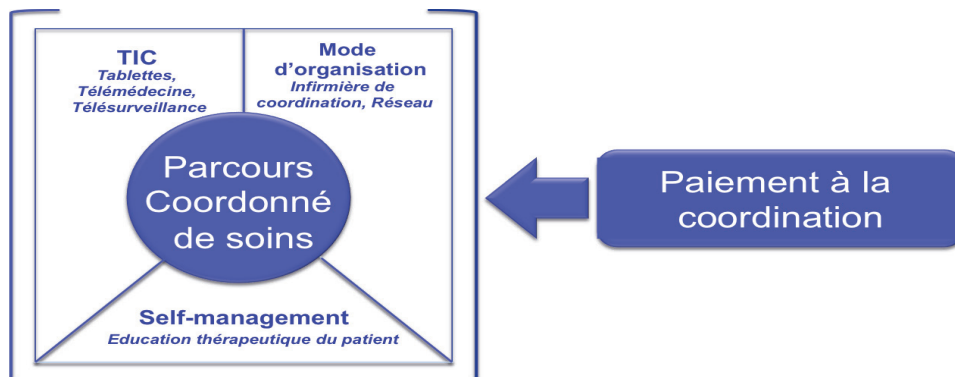 TIC
Tablettes,
Télémédecine,
Télésurveillance
Mode
d'organisation
Infirmière de
coordination, Réseau
Parcours
Coordonné
de soins
Self-management
Education thérapeutique du patient
Paiement à la
coordination